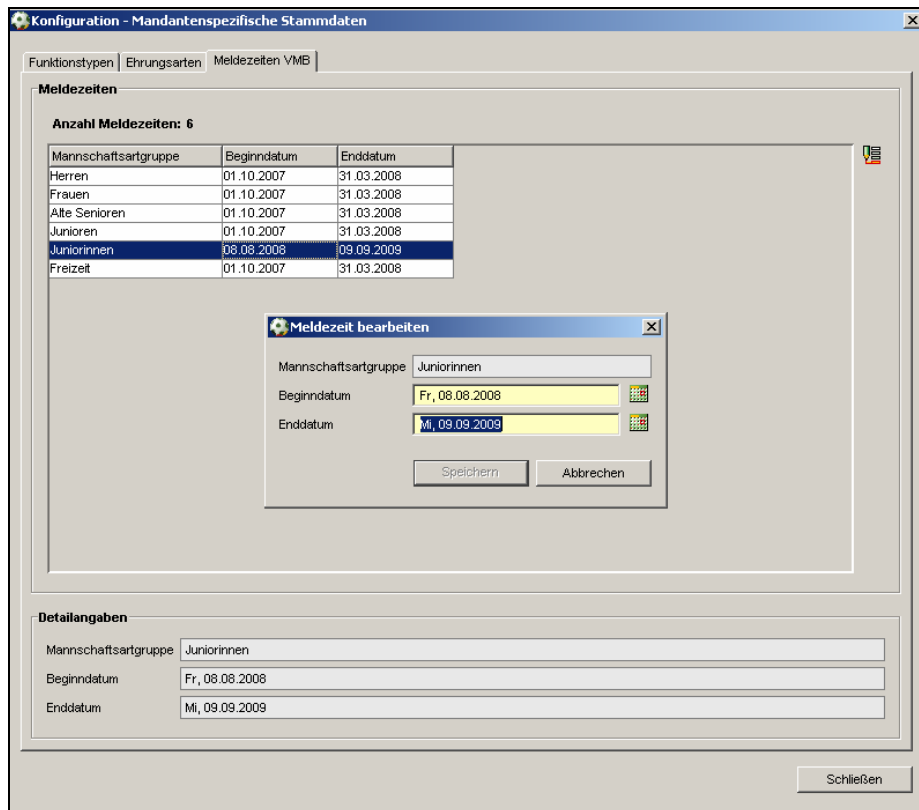 Konfiguration - Mandantenspezifische Stammdaten
Funktionstypen Ehrungsarten Meldezeiten VMB
Meldezeiten
Anzahl Meldezeiten: 6
Mannschaftsartgruppe Beginndatum Enddatum
Herren 01.10.2007 31.03.2008
Frauen 01.10.2007 31.03.2008
Alte Senioren 01.10.2007 31.03.2008
Junioren 01.10.2007 31.03.2008
Juniorinnen 08.08.2008 09.09.2009
Freizeit 01.10.2007 31.03.2008
Meldezeit bearbeiten
Mannschaftsartgruppe Juniorinnen
Beginndatum Fr, 08.08.2008
Enddatum Mi, 09.09.2009
Speichern Abbrechen
Detailangaben
Mannschaftsartgruppe Juniorinnen
Beginndatum Fr, 08.08.2008
Enddatum Mi, 09.09.2009
Schließen